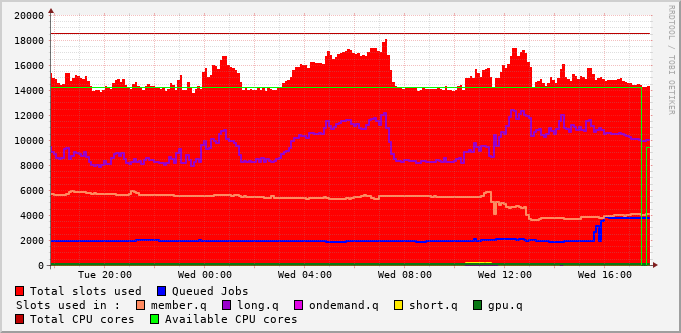 20000
18000
16000
14000
12000
10000
8000
6000
4000
2000
0
Tue 20:00 Wed 00:00 Wed 04:00 Wed 08:00 Wed 12:00 Wed 16:00
RRDTOOL / TOBI OETIKER
Total slots used Queued Jobs
Slots used in : member.q long.q ondemand.q short.q gpu.q
Total CPU cores Available CPU cores